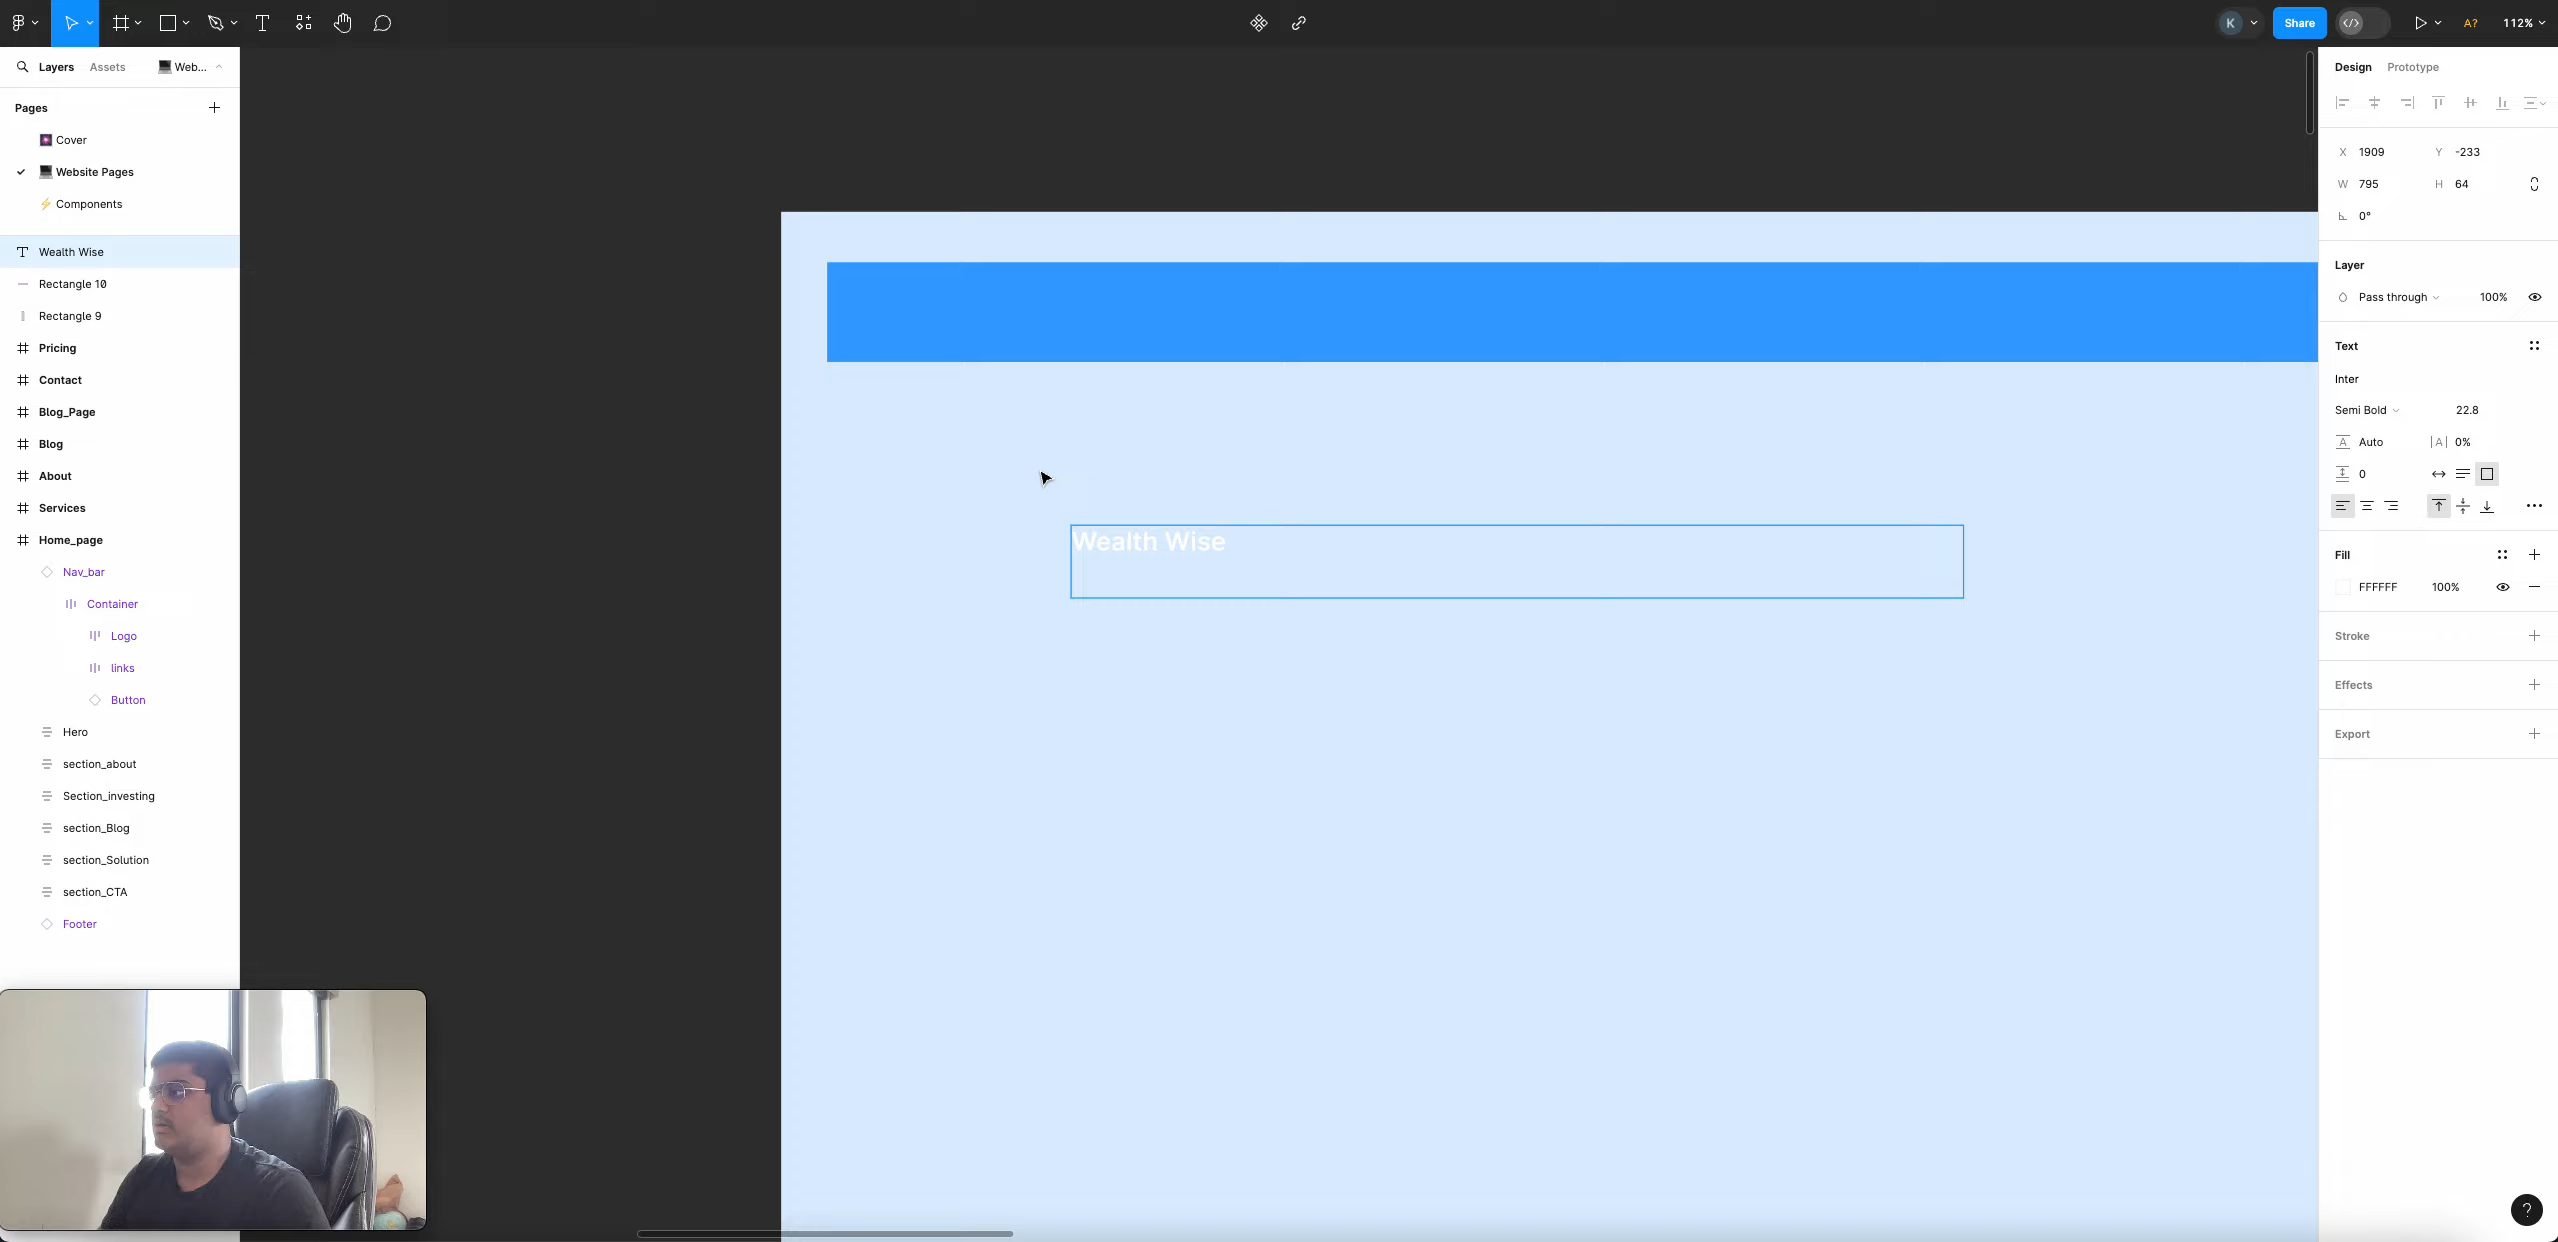 K
Share
A?
112%
Layers
Assets
Web...
Pages
Cover
Website Pages
Components
Wealth Wise
Rectangle 10
Rectangle 9
Pricing
Contact
Blog_Page
Blog
About
Services
Home_page
Nav_bar
Container
Logo
links
Button
Hero
section_about
Section_investing
section_Blog
section_Solution
section_CTA
Footer
Wealth Wise
Design
Prototype
X 1909 Y -233
W 795 H 64
0°
Layer
Pass through 100%
Text
Inter
Semi Bold 22.8
A Auto |A| 0%
0
Fill
FFFFFF 100%
Stroke
Effects
Export
?